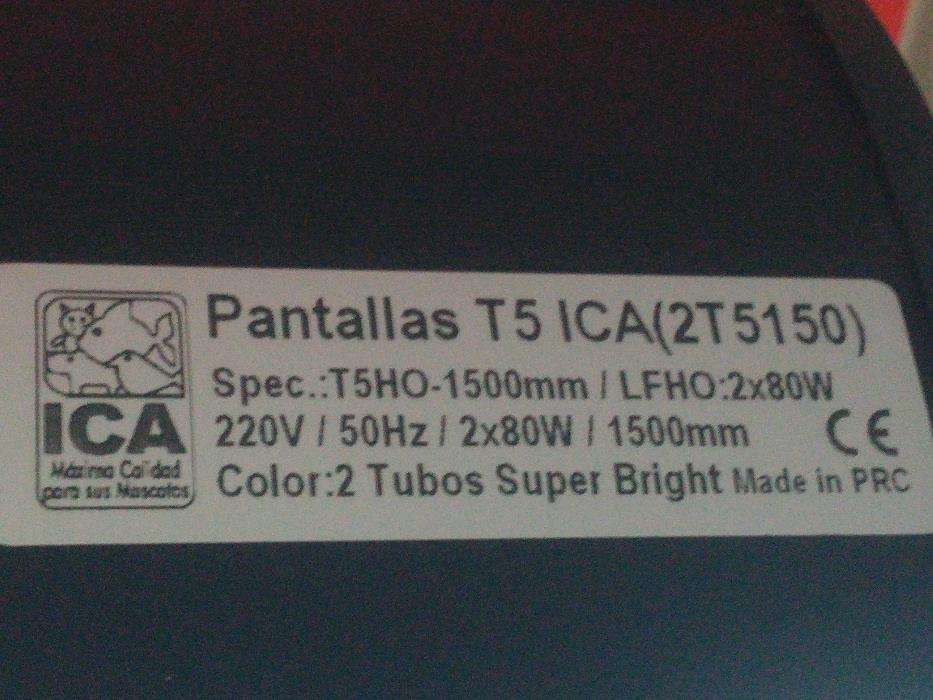 Pantallas T5 ICA(2T5150)
Spec.:T5HO-1500mm / LFHO:2x80W
220V / 50Hz / 2x80W / 1500mm
CE
Color:2 Tubos Super Bright Made in PRC
ICA
Máxima Calidad
para sus Mascotas